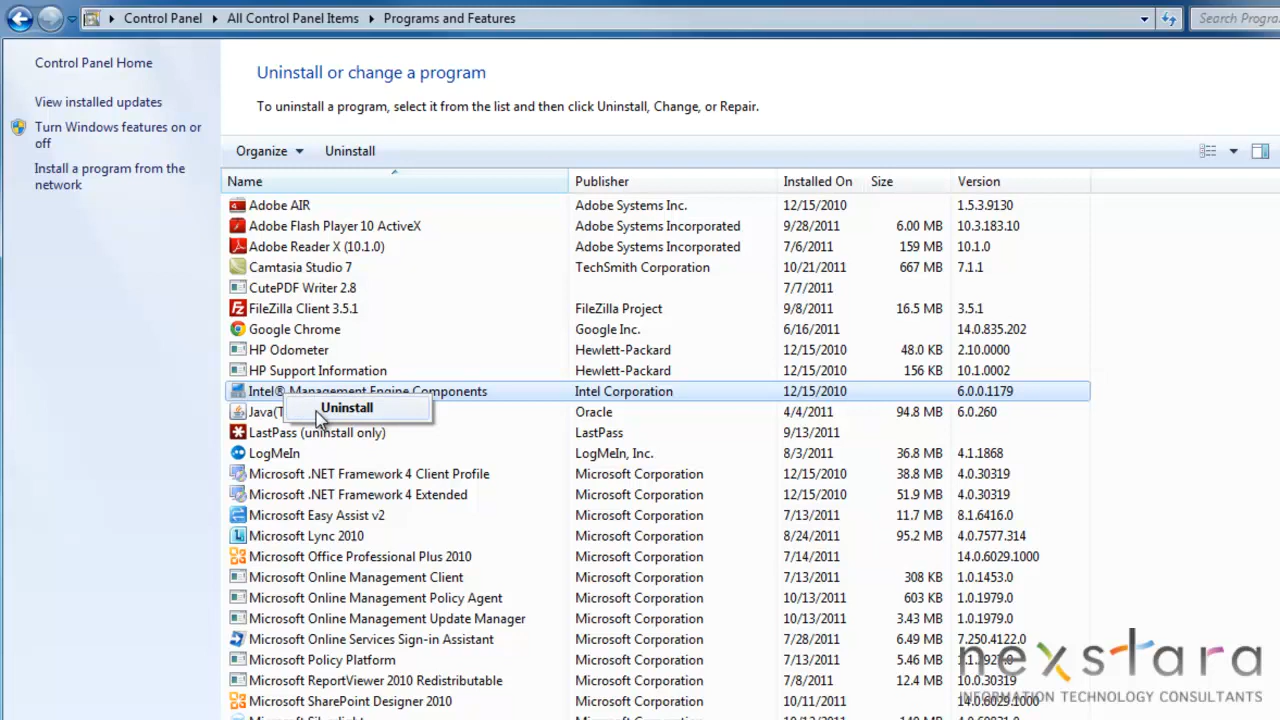 Control Panel All Control Panel Items Programs and Features Search Progra
Control Panel Home
View installed updates
Turn Windows features on or
off
Install a program from the
network
Uninstall or change a program
To uninstall a program, select it from the list and then click Uninstall, Change, or Repair.
Organize Uninstall
Name Publisher Installed On Size Version
Adobe AIR Adobe Systems Inc. 12/15/2010 1.5.3.9130
Adobe Flash Player 10 ActiveX Adobe Systems Incorporated 9/28/2011 6.00 MB 10.3.183.10
Adobe Reader X (10.1.0) Adobe Systems Incorporated 7/6/2011 159 MB 10.1.0
Camtasia Studio 7 TechSmith Corporation 10/21/2011 667 MB 7.1.1
CutePDF Writer 2.8 7/7/2011
FileZilla Client 3.5.1 FileZilla Project 9/8/2011 16.5 MB 3.5.1
Google Chrome Google Inc. 6/16/2011 14.0.835.202
HP Odometer Hewlett-Packard 12/15/2010 48.0 KB 2.10.0000
HP Support Information Hewlett-Packard 12/15/2010 156 KB 10.1.0002
Intel® Management Engine Components Intel Corporation 12/15/2010 6.0.0.1179
Uninstall
Java(T Oracle 4/4/2011 94.8 MB 6.0.260
LastPass (uninstall only) LastPass 9/13/2011
LogMeIn LogMeIn, Inc. 8/3/2011 36.8 MB 4.1.1868
Microsoft .NET Framework 4 Client Profile Microsoft Corporation 12/15/2010 38.8 MB 4.0.30319
Microsoft .NET Framework 4 Extended Microsoft Corporation 12/15/2010 51.9 MB 4.0.30319
Microsoft Easy Assist v2 Microsoft Corporation 7/13/2011 11.7 MB 8.1.6416.0
Microsoft Lync 2010 Microsoft Corporation 8/24/2011 95.2 MB 4.0.7577.314
Microsoft Office Professional Plus 2010 Microsoft Corporation 7/14/2011 14.0.6029.1000
Microsoft Online Management Client Microsoft Corporation 7/13/2011 308 KB 1.0.1453.0
Microsoft Online Management Policy Agent Microsoft Corporation 10/13/2011 603 KB 1.0.1979.0
Microsoft Online Management Update Manager Microsoft Corporation 10/13/2011 3.43 MB 1.0.1979.0
Microsoft Online Services Sign-in Assistant Microsoft Corporation 7/28/2011 6.49 MB 7.250.4122.0
Microsoft Policy Platform Microsoft Corporation 7/13/2011 5.46 MB
Microsoft ReportViewer 2010 Redistributable Microsoft Corporation 7/8/2011 12.4 MB 10.0.30319
Microsoft SharePoint Designer 2010 Microsoft Corporation 10/11/2011 14.0.6029.1000
nexstara
INFORMATION TECHNOLOGY CONSULTANTS